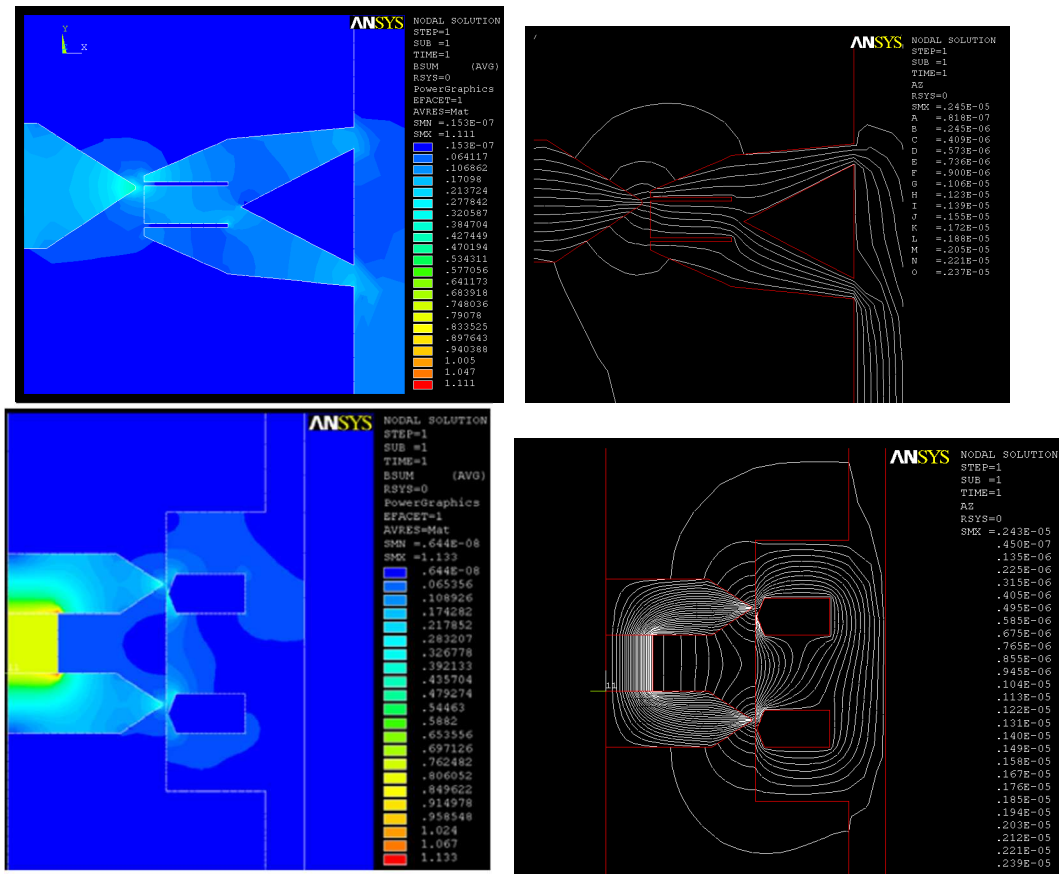 ANSYS
NODAL SOLUTION
STEP=1
SUB =1
TIME=1
BSUM (AVG)
RSYS=0
PowerGraphics
EFACET=1
AVRES=Mat
SMN =.153E-07
SMX =1.111
.153E-07
.064117
.106862
.17098
.213724
.277842
.320587
.384704
.427449
.470194
.534311
.577056
.641173
.683918
.748036
.79078
.833525
.897643
.940388
1.005
1.047
1.111
Y
X
ANSYS
NODAL SOLUTION
STEP=1
SUB =1
TIME=1
AZ
RSYS=0
SMX =.245E-05
A =.818E-07
B =.245E-06
C =.409E-06
D =.573E-06
E =.736E-06
F =.900E-06
G =.106E-05
H =.123E-05
I =.139E-05
J =.155E-05
K =.172E-05
L =.188E-05
M =.205E-05
N =.221E-05
O =.237E-05
ANSYS
NODAL SOLUTION
STEP=1
SUB =1
TIME=1
BSUM (AVG)
RSYS=0
PowerGraphics
EFACET=1
AVRES=Mat
SMN =.644E-08
SMX =1.133
.644E-08
.065356
.108926
.174282
.217852
.283207
.326778
.392133
.435704
.479274
.54463
.5882
.653556
.697126
.762482
.806052
.849622
.914978
.958548
1.024
1.067
1.133
ANSYS
NODAL SOLUTION
STEP=1
SUB =1
TIME=1
AZ
RSYS=0
SMX =.243E-05
.450E-07
.135E-06
.225E-06
.315E-06
.405E-06
.495E-06
.585E-06
.675E-06
.765E-06
.855E-06
.945E-06
.104E-05
.113E-05
.122E-05
.131E-05
.140E-05
.149E-05
.158E-05
.167E-05
.176E-05
.185E-05
.194E-05
.203E-05
.212E-05
.221E-05
.239E-05
11